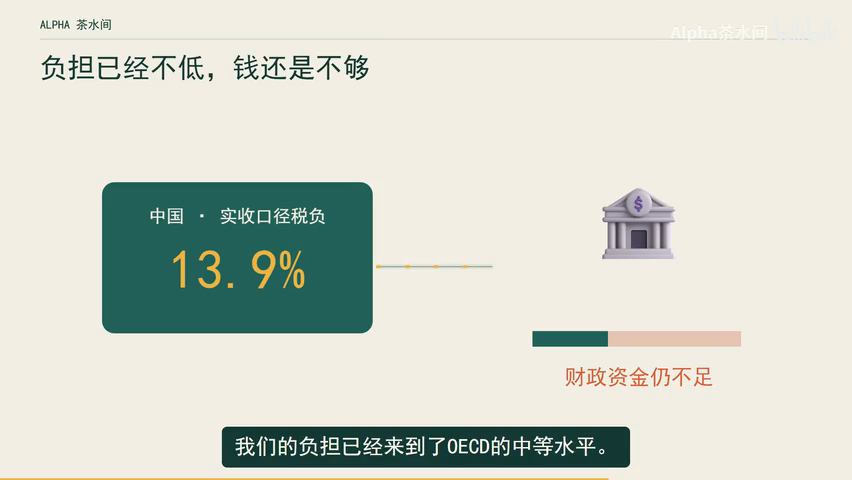 ALPHA 茶水间
Alpha茶水间
负担已经不低，钱还是不够
中国 · 实收口径税负
13.9%
$
财政资金仍不足
我们的负担已经来到了OECD的中等水平。